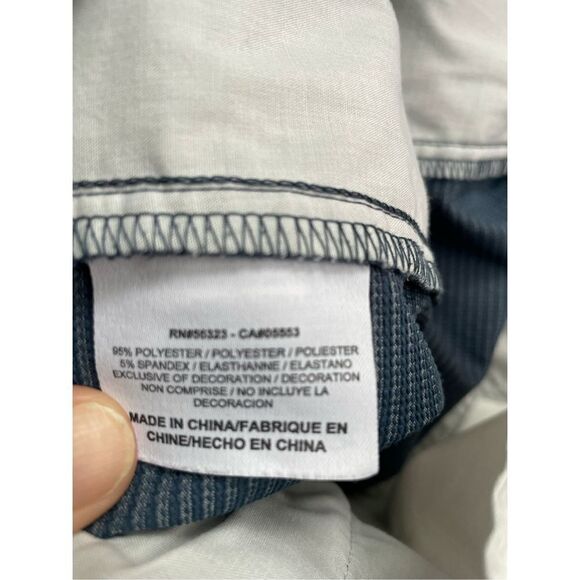 RN#56323 - CA#05553
95% POLYESTER / POLYESTER / POLIESTER
5% SPANDEX / ELASTHANNE / ELASTANO
EXCLUSIVE OF DECORATION / DECORATION
NON COMPRISE / NO INCLUYE LA
DECORACION
MADE IN CHINA/FABRIQUE EN
CHINE/HECHO EN CHINA